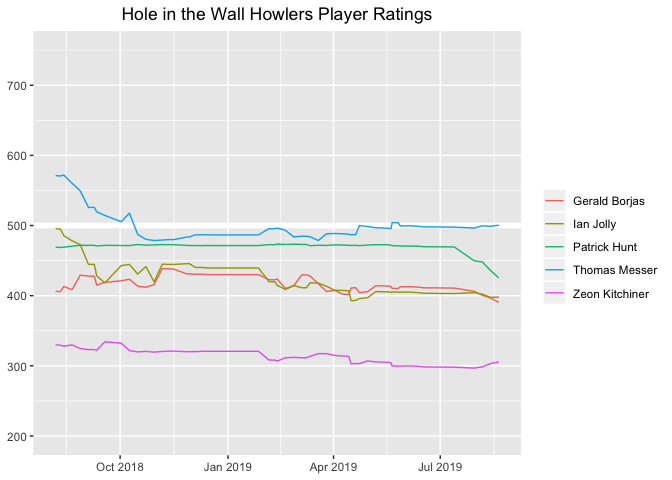 Hole in the Wall Howlers Player Ratings
700
600
500
400
300
200
Oct 2018
Jan 2019
Apr 2019
Jul 2019
Gerald Borjas
Ian Jolly
Patrick Hunt
Thomas Messer
Zeon Kitchiner